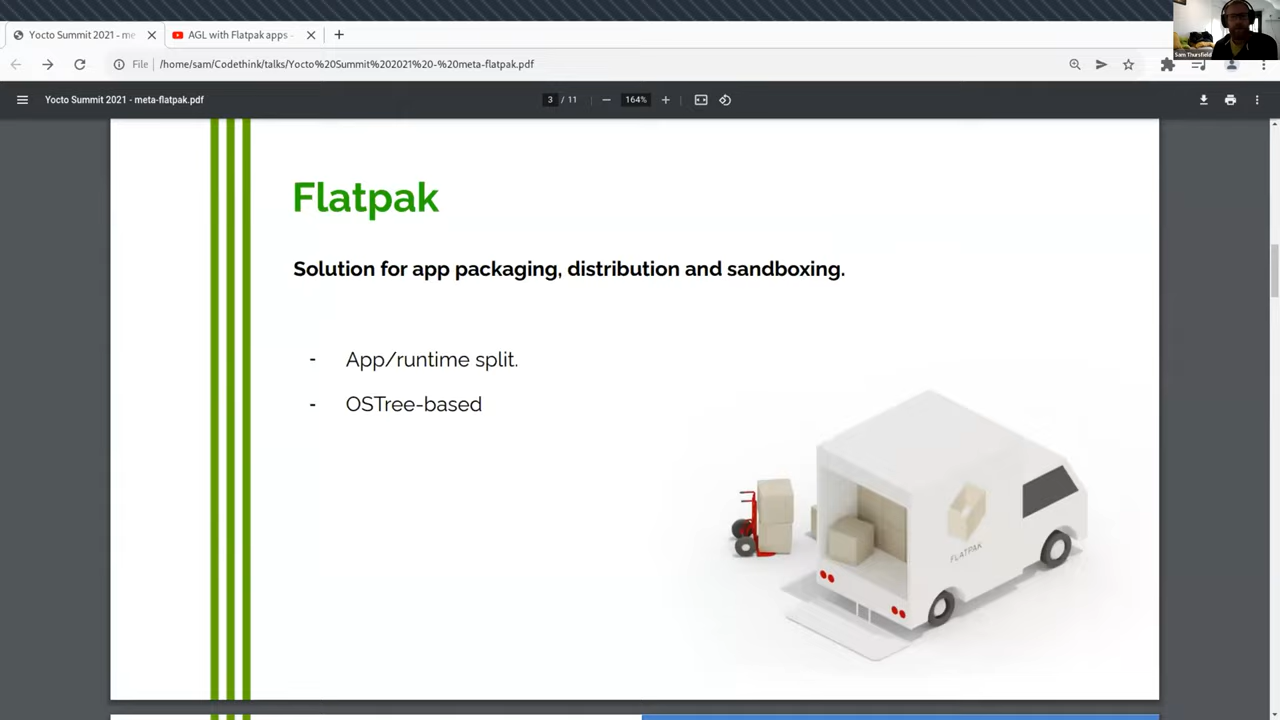 Yocto Summit 2021 - me
AGL with Flatpak apps -
File
/home/sam/Codethink/talks/Yocto%20Summit%202021%20-%20meta-flatpak.pdf
Sam Thursfield
Yocto Summit 2021 - meta-flatpak.pdf
3 / 11
164%
Flatpak
Solution for app packaging, distribution and sandboxing.
- App/runtime split.
- OSTree-based
FLATPAK